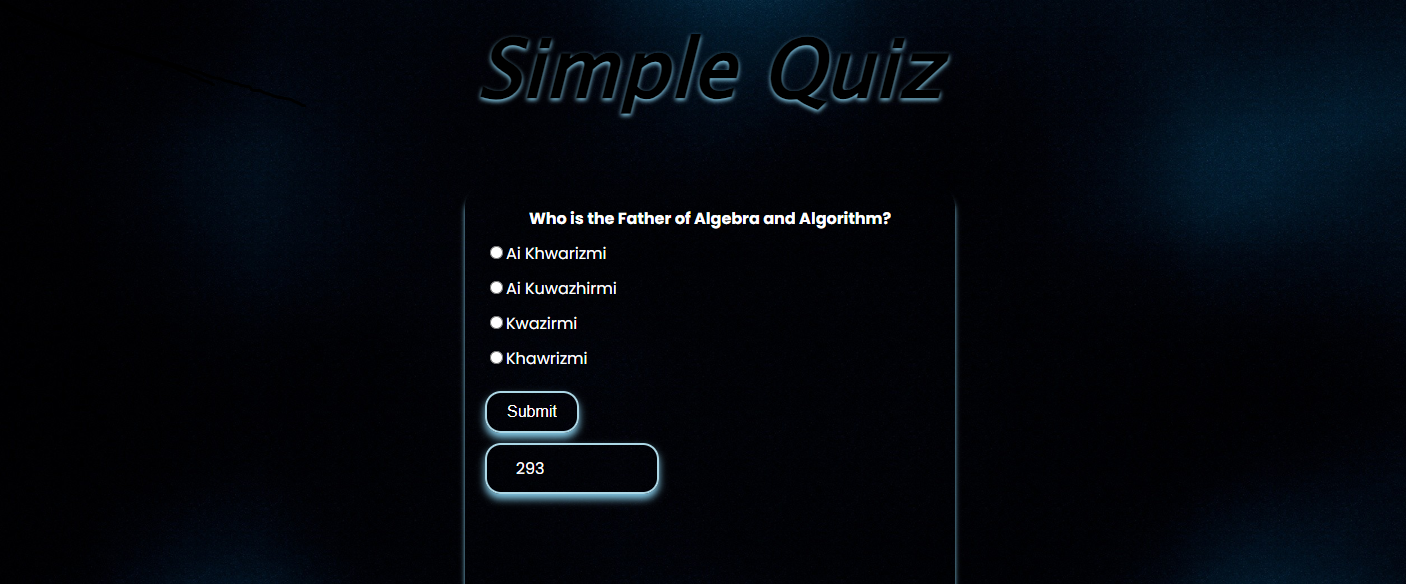 Simple Quiz
Who is the Father of Algebra and Algorithm?
Ai Khwarizmi
Ai Kuwazhirmi
Kwazirmi
Khawrizmi
Submit
293